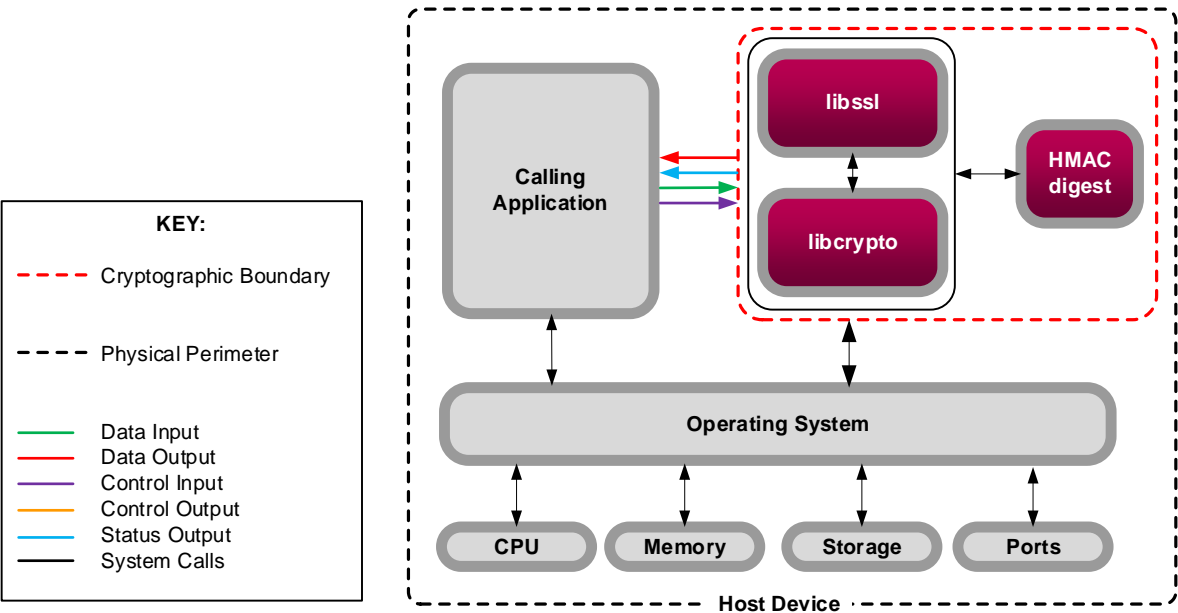 KEY:
Cryptographic Boundary
Physical Perimeter
Data Input
Data Output
Control Input
Control Output
Status Output
System Calls
Calling
Application
libssl
libcrypto
HMAC
digest
Operating System
CPU
Memory
Storage
Ports
Host Device